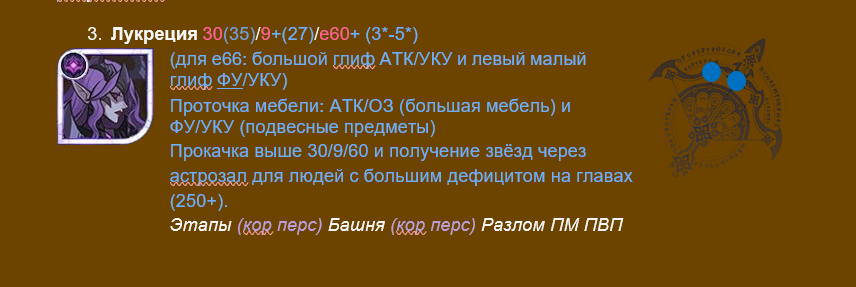 3. Лукреция 30(35)/9+(27)/е60+ (3*-5*)
(для е66: большой глиф АТК/УКУ и левый малый
глиф ФУ/УКУ)
Проточка мебели: АТК/ОЗ (большая мебель) и
ФУ/УКУ (подвесные предметы)
Прокачка выше 30/9/60 и получение звёзд через
астрозал для людей с большим дефицитом на главах
(250+).
Этапы (кор перс) Башня (кор перс) Разлом ПМ ПВП